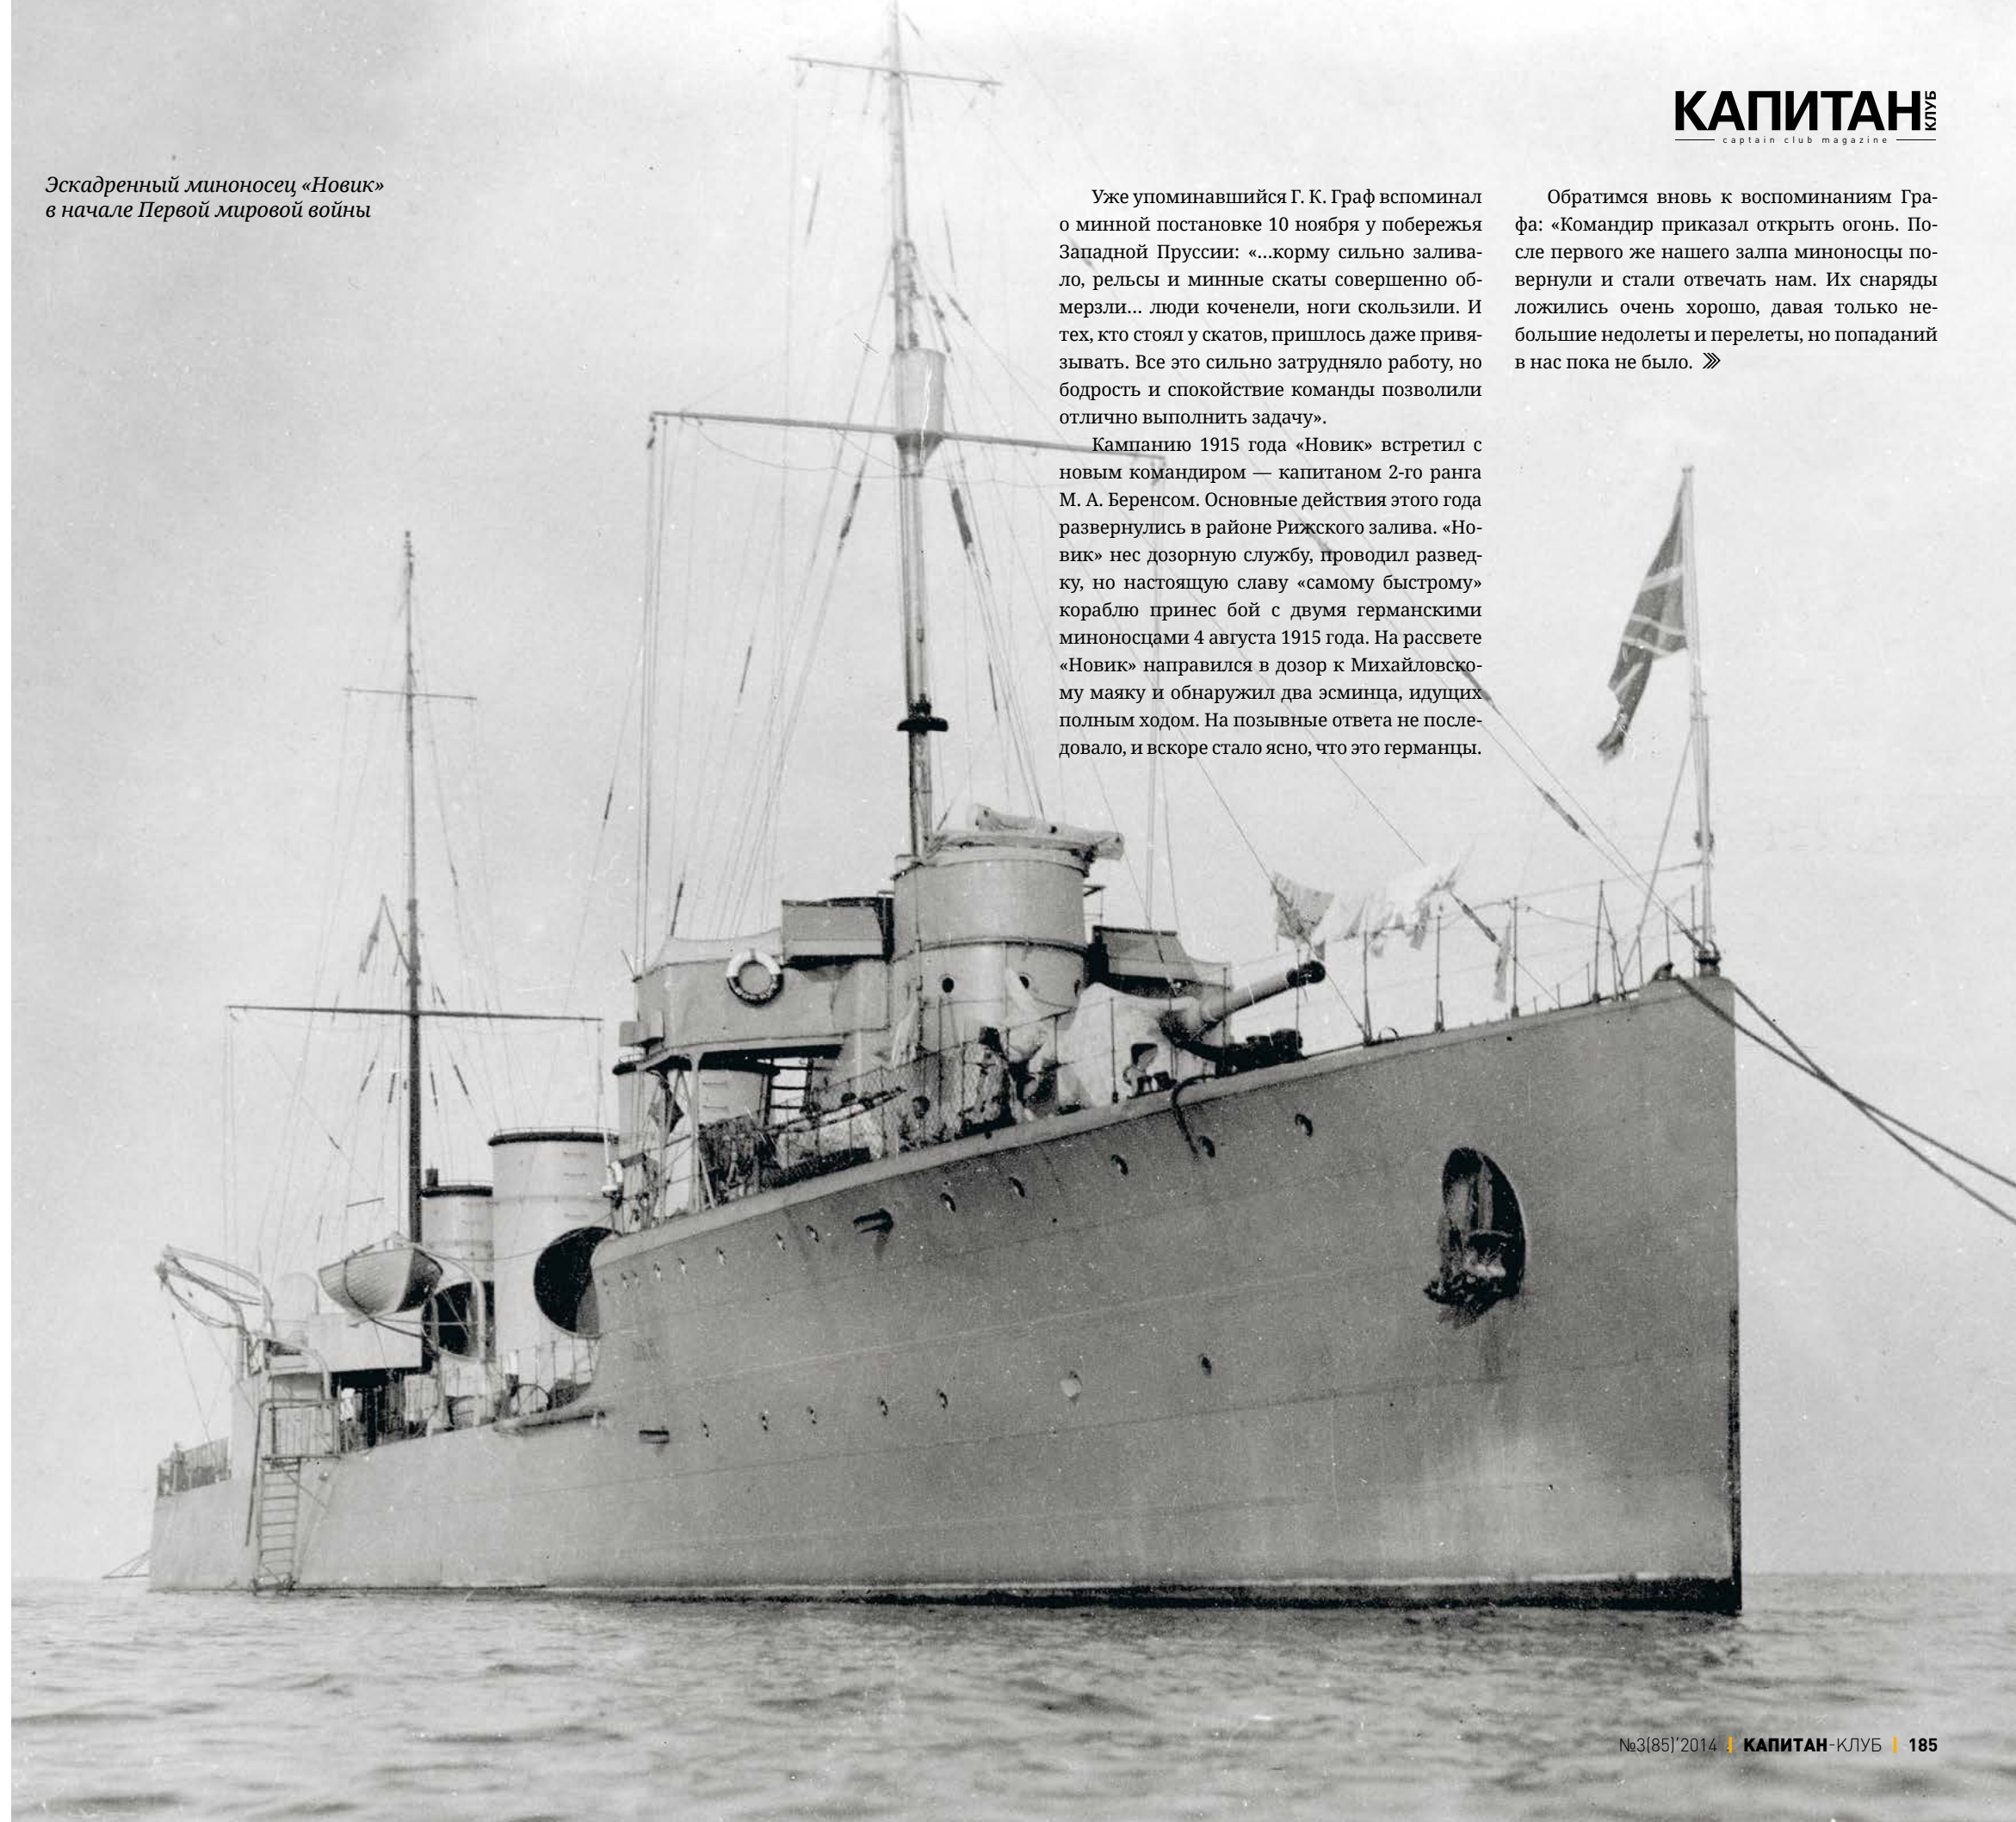 КАПИТАН КЛУБ
captain club magazine
Эскадренный миноносец «Новик»
в начале Первой мировой войны
Уже упоминавшийся Г. К. Граф вспоминал
о минной постановке 10 ноября у побережья
Западной Пруссии: «...корму сильно залива-
ло, рельсы и минные скаты совершенно об-
мерзли... люди коченели, ноги скользили. И
тех, кто стоял у скатов, пришлось даже привя-
зывать. Все это сильно затрудняло работу, но
бодрость и спокойствие команды позволили
отлично выполнить задачу».
Кампанию 1915 года «Новик» встретил с
новым командиром — капитаном 2-го ранга
М. А. Беренсом. Основные действия этого года
развернулись в районе Рижского залива. «Но-
вик» нес дозорную службу, проводил развед-
ку, но настоящую славу «самому быстрому»
кораблю принес бой с двумя германскими
миноносцами 4 августа 1915 года. На рассвете
«Новик» направился в дозор к Михайловско-
му маяку и обнаружил два эсминца, идущих
полным ходом. На позывные ответа не после-
довало, и вскоре стало ясно, что это германцы.
Обратимся вновь к воспоминаниям Гра-
фа: «Командир приказал открыть огонь. По-
сле первого же нашего залпа миноносцы по-
вернули и стали отвечать нам. Их снаряды
ложились очень хорошо, давая только не-
большие недолеты и перелеты, но попаданий
в нас пока не было.
№3(85)'2014 | КАПИТАН-КЛУБ | 185